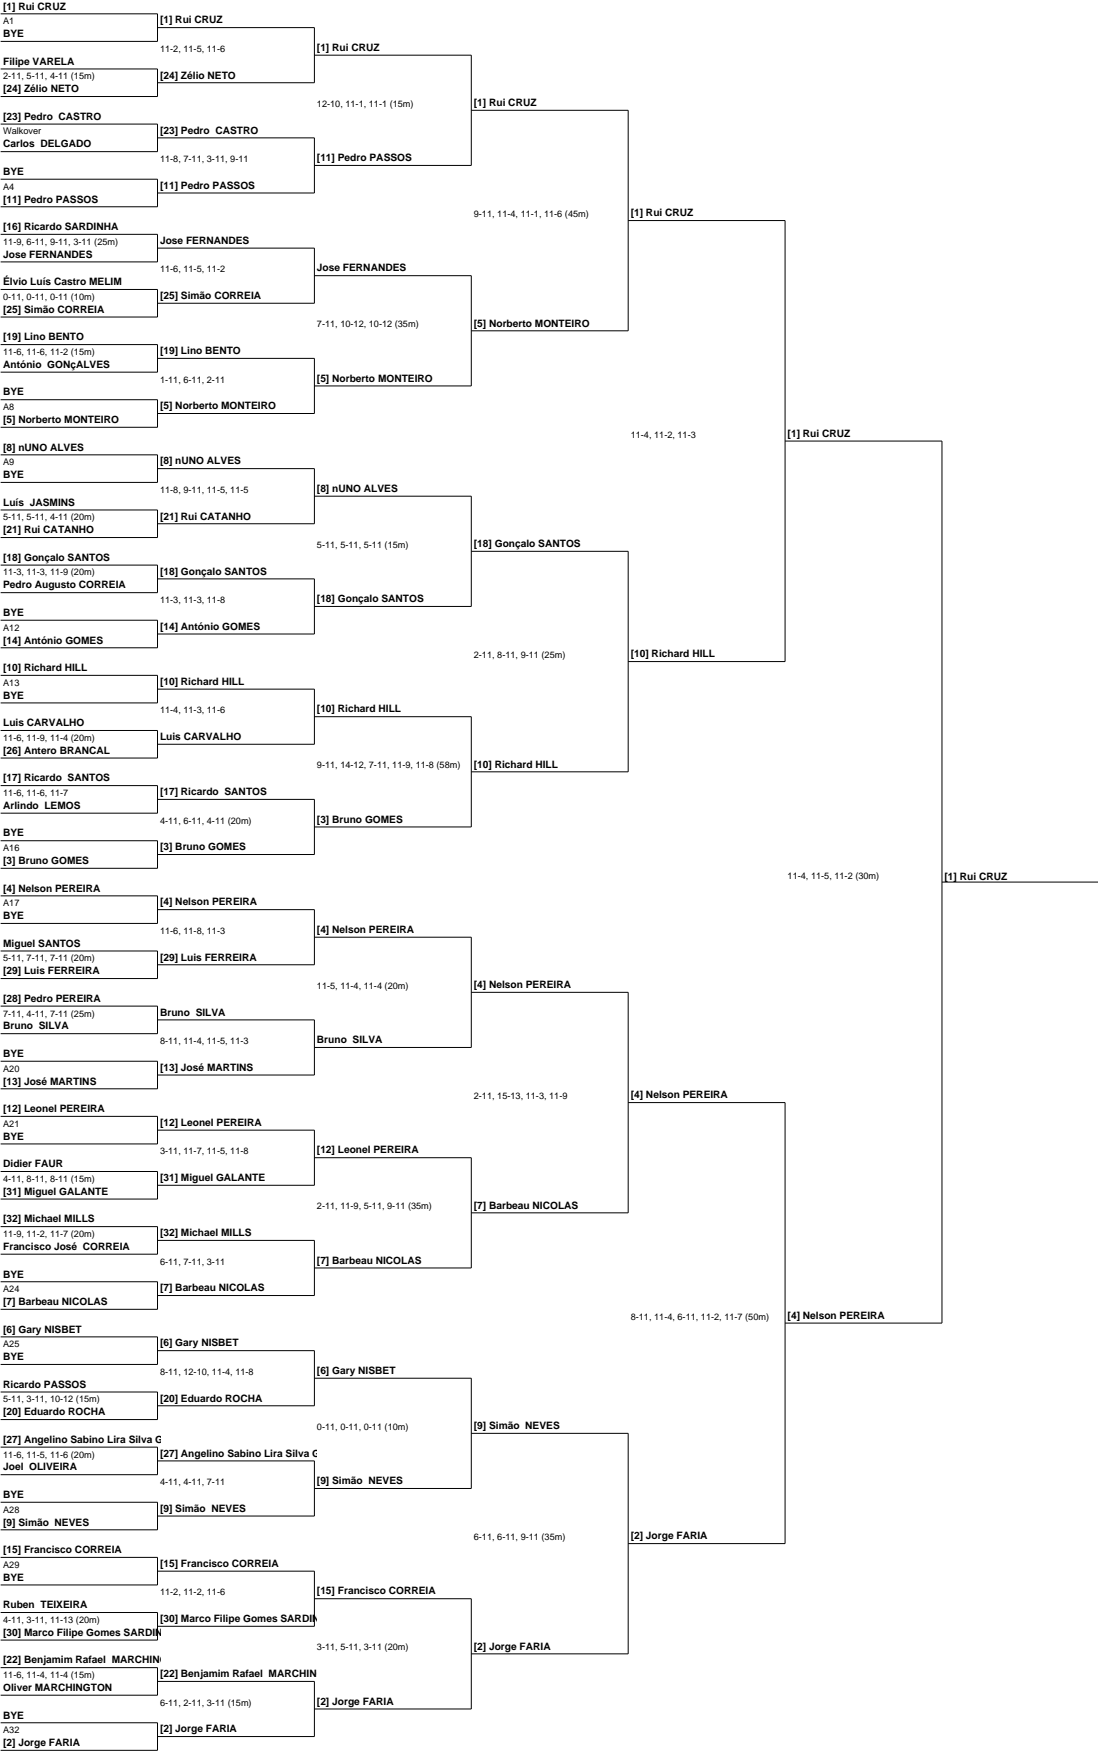 [1] Rui CRUZ
A1
BYE
[1] Rui CRUZ
11-2, 11-5, 11-6
[1] Rui CRUZ
Filipe VARELA
2-11, 5-11, 4-11 (15m)
[24] Zélio NETO
[24] Zélio NETO
12-10, 11-1, 11-1 (15m)
[1] Rui CRUZ
[23] Pedro  CASTRO
Walkover
Carlos  DELGADO
[23] Pedro  CASTRO
11-8, 7-11, 3-11, 9-11
[11] Pedro PASSOS
BYE
A4
[11] Pedro PASSOS
[11] Pedro PASSOS
9-11, 11-4, 11-1, 11-6 (45m)
[1] Rui CRUZ
[16] Ricardo SARDINHA
11-9, 6-11, 9-11, 3-11 (25m)
Jose FERNANDES
Jose FERNANDES
11-6, 11-5, 11-2
Jose FERNANDES
Élvio Luís Castro MELIM
0-11, 0-11, 0-11 (10m)
[25] Simão CORREIA
[25] Simão CORREIA
7-11, 10-12, 10-12 (35m)
[5] Norberto MONTEIRO
[19] Lino BENTO
11-6, 11-6, 11-2 (15m)
António  GONçALVES
[19] Lino BENTO
1-11, 6-11, 2-11
[5] Norberto MONTEIRO
BYE
A8
[5] Norberto MONTEIRO
[5] Norberto MONTEIRO
11-4, 11-2, 11-3
[1] Rui CRUZ
[8] nUNO ALVES
A9
BYE
[8] nUNO ALVES
11-8, 9-11, 11-5, 11-5
[8] nUNO ALVES
Luís  JASMINS
5-11, 5-11, 4-11 (20m)
[21] Rui CATANHO
[21] Rui CATANHO
5-11, 5-11, 5-11 (15m)
[18] Gonçalo SANTOS
[18] Gonçalo SANTOS
11-3, 11-3, 11-9 (20m)
Pedro Augusto CORREIA
[18] Gonçalo SANTOS
11-3, 11-3, 11-8
[18] Gonçalo SANTOS
BYE
A12
[14] António GOMES
[14] António GOMES
2-11, 8-11, 9-11 (25m)
[10] Richard HILL
[10] Richard HILL
A13
BYE
[10] Richard HILL
11-4, 11-3, 11-6
[10] Richard HILL
Luis CARVALHO
11-6, 11-9, 11-4 (20m)
[26] Antero BRANCAL
Luis CARVALHO
9-11, 14-12, 7-11, 11-9, 11-8 (58m)
[10] Richard HILL
[17] Ricardo  SANTOS
11-6, 11-6, 11-7
Arlindo  LEMOS
[17] Ricardo  SANTOS
4-11, 6-11, 4-11 (20m)
[3] Bruno GOMES
BYE
A16
[3] Bruno GOMES
[3] Bruno GOMES
11-4, 11-5, 11-2 (30m)
[1] Rui CRUZ
[4] Nelson PEREIRA
A17
BYE
[4] Nelson PEREIRA
11-6, 11-8, 11-3
[4] Nelson PEREIRA
Miguel SANTOS
5-11, 7-11, 7-11 (20m)
[29] Luis FERREIRA
[29] Luis FERREIRA
11-5, 11-4, 11-4 (20m)
[4] Nelson PEREIRA
[28] Pedro PEREIRA
7-11, 4-11, 7-11 (25m)
Bruno  SILVA
Bruno  SILVA
8-11, 11-4, 11-5, 11-3
Bruno  SILVA
BYE
A20
[13] José MARTINS
[13] José MARTINS
2-11, 15-13, 11-3, 11-9
[4] Nelson PEREIRA
[12] Leonel PEREIRA
A21
BYE
[12] Leonel PEREIRA
3-11, 11-7, 11-5, 11-8
[12] Leonel PEREIRA
Didier FAUR
4-11, 8-11, 8-11 (15m)
[31] Miguel GALANTE
[31] Miguel GALANTE
2-11, 11-9, 5-11, 9-11 (35m)
[7] Barbeau NICOLAS
[32] Michael MILLS
11-9, 11-2, 11-7 (20m)
Francisco José  CORREIA
[32] Michael MILLS
6-11, 7-11, 3-11
[7] Barbeau NICOLAS
BYE
A24
[7] Barbeau NICOLAS
[7] Barbeau NICOLAS
8-11, 11-4, 6-11, 11-2, 11-7 (50m)
[4] Nelson PEREIRA
[6] Gary NISBET
A25
BYE
[6] Gary NISBET
8-11, 12-10, 11-4, 11-8
[6] Gary NISBET
Ricardo PASSOS
5-11, 3-11, 10-12 (15m)
[20] Eduardo ROCHA
[20] Eduardo ROCHA
0-11, 0-11, 0-11 (10m)
[9] Simão  NEVES
[27] Angelino Sabino Lira Silva G
11-6, 11-5, 11-6 (20m)
Joel  OLIVEIRA
[27] Angelino Sabino Lira Silva G
4-11, 4-11, 7-11
[9] Simão  NEVES
BYE
A28
[9] Simão  NEVES
[9] Simão  NEVES
6-11, 6-11, 9-11 (35m)
[2] Jorge FARIA
[15] Francisco CORREIA
A29
BYE
[15] Francisco CORREIA
11-2, 11-2, 11-6
[15] Francisco CORREIA
Ruben  TEIXEIRA
4-11, 3-11, 11-13 (20m)
[30] Marco Filipe Gomes SARDIN
[30] Marco Filipe Gomes SARDIN
3-11, 5-11, 3-11 (20m)
[2] Jorge FARIA
[22] Benjamim Rafael  MARCHIN
11-6, 11-4, 11-4 (15m)
Oliver MARCHINGTON
[22] Benjamim Rafael  MARCHIN
6-11, 2-11, 3-11 (15m)
[2] Jorge FARIA
BYE
A32
[2] Jorge FARIA
[2] Jorge FARIA